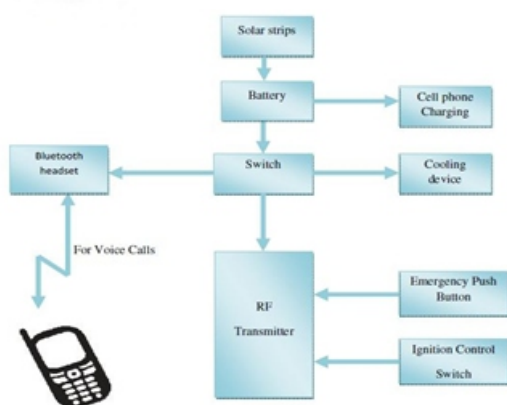 Solar strips
Battery
Cell phone
Charging
Bluetooth
headset
Switch
Cooling
device
For Voice Calls
RF
Transmitter
Emergency Push
Button
Ignition Control
Switch